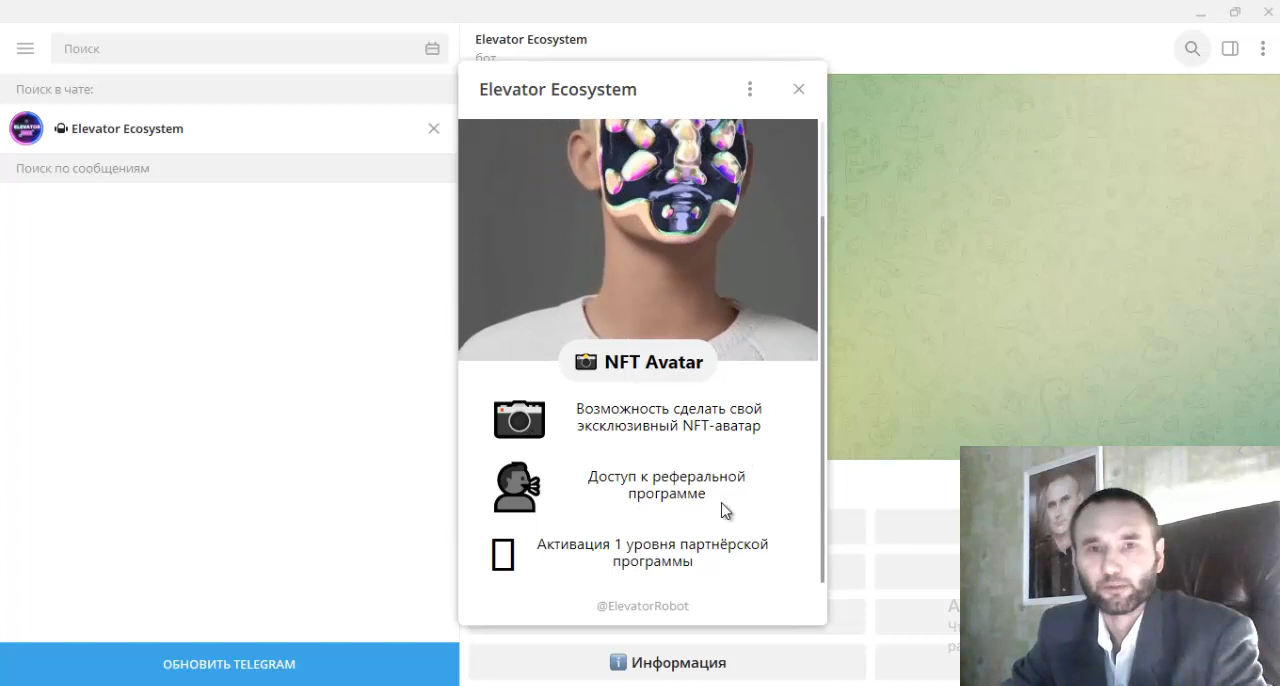 Поиск
Поиск в чате:
Elevator Ecosystem
Поиск по сообщениям
ОБНОВИТЬ TELEGRAM
Elevator Ecosystem
бот
Elevator Ecosystem
NFT Avatar
Возможность сделать свой
эксклюзивный NFT-аватар
Доступ к реферальной
программе
Активация 1 уровня партнёрской
программы
@ElevatorRobot
Информация